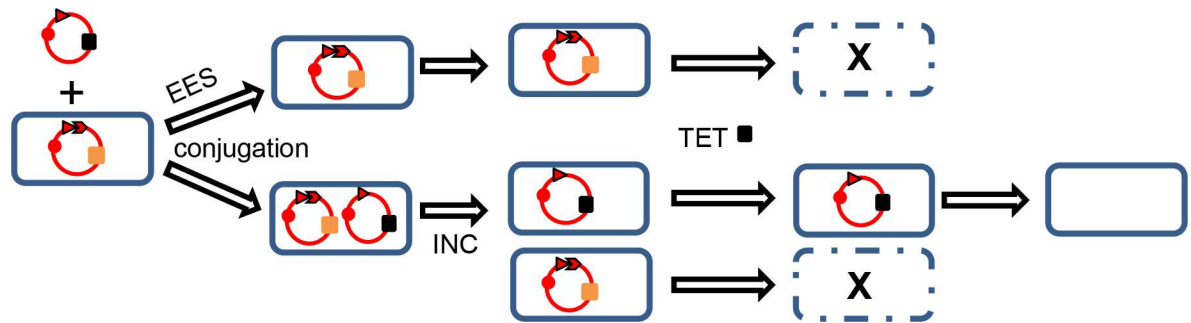 +
EES
conjugation
INC
TET
X
X